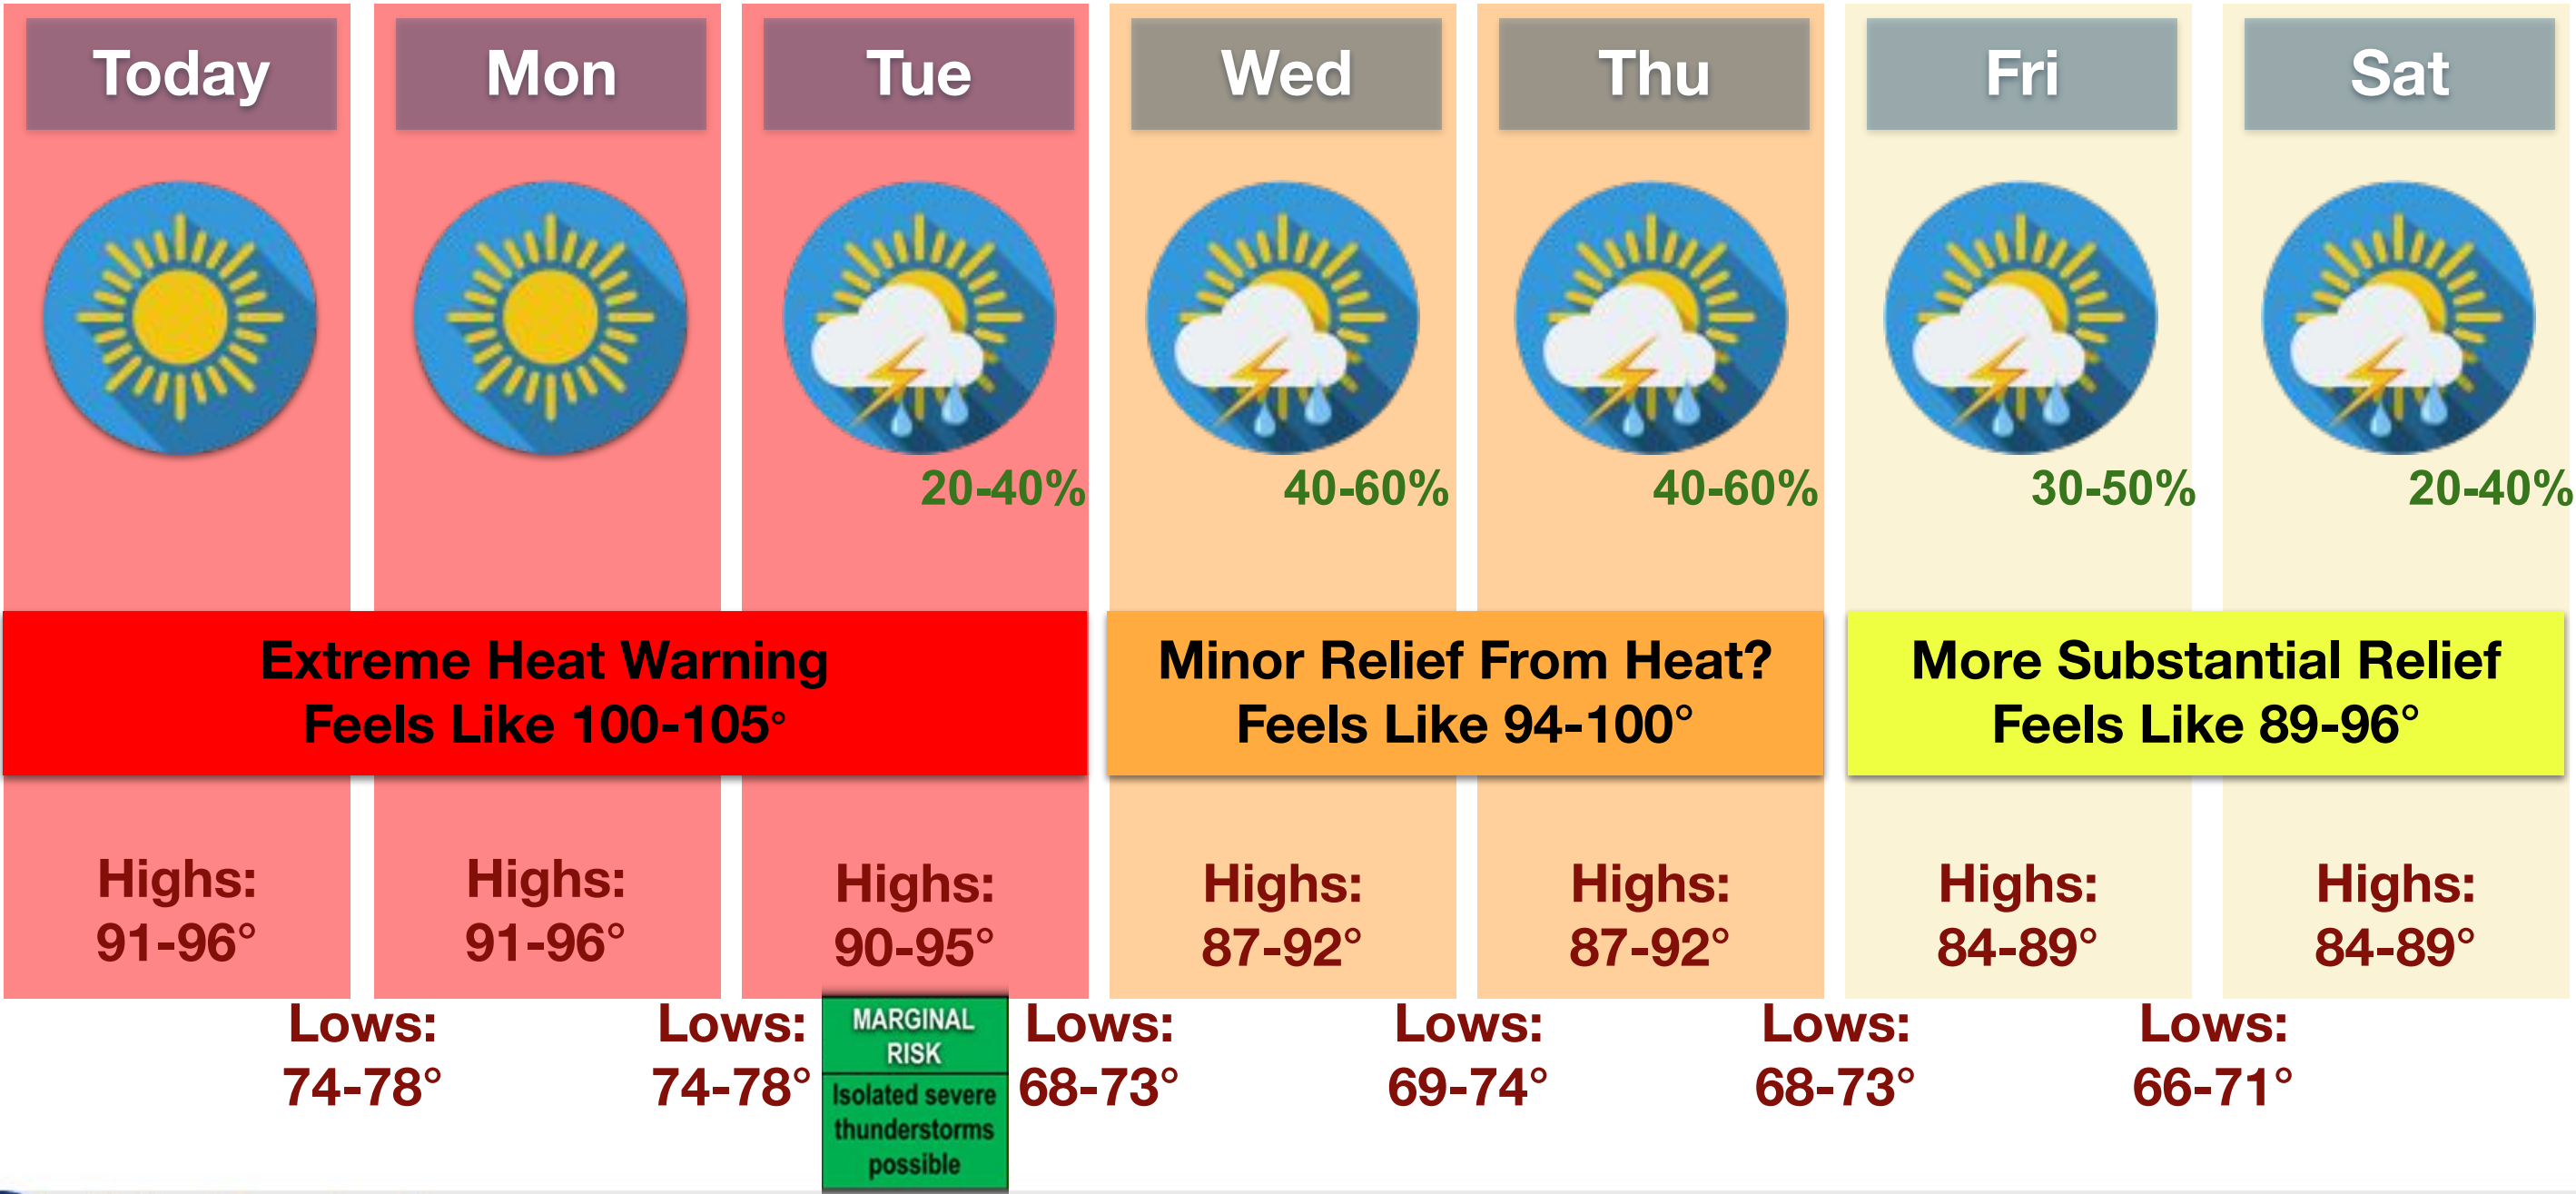 Today
Mon
Tue
Wed
Thu
Fri
Sat
20-40%
40-60%
40-60%
30-50%
20-40%
Extreme Heat Warning
Feels Like 100-105°
Minor Relief From Heat?
Feels Like 94-100°
More Substantial Relief
Feels Like 89-96°
Highs:
91-96°
Highs:
91-96°
Highs:
90-95°
Highs:
87-92°
Highs:
87-92°
Highs:
84-89°
Highs:
84-89°
Lows:
74-78°
Lows:
74-78°
MARGINAL
RISK
Isolated severe
thunderstorms
possible
Lows:
68-73°
Lows:
69-74°
Lows:
68-73°
Lows:
66-71°